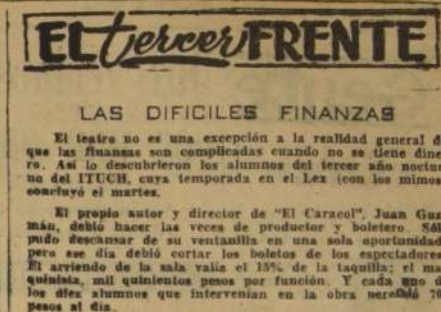 EL tercer FRENTE
LAS DIFICILES FINANZAS
El teatro no es una excepción a la realidad general d
que las finanzas son complicadas cuando no se tiene dine
ro. Así lo descubrieron los alumnos del tercer año noctur
no del ITUCH, cuya temporada en el Lex (con los mimos
concluyó el martes.
El propio autor y director de "El Caracol", Juan Guz
mán, debió hacer las veces de productor y boletero. Sól
pudo descansar de su ventanilla en una sola oportunidad
pero ese día debió cortar los boletos de los espectadores
El arriendo de la sala valía el 15% de la taquilla; el ma
quinista, mil quinientos pesos por función. Y cada uno d
los diez alumnos que intervenían en la obra 70
pesos al día.